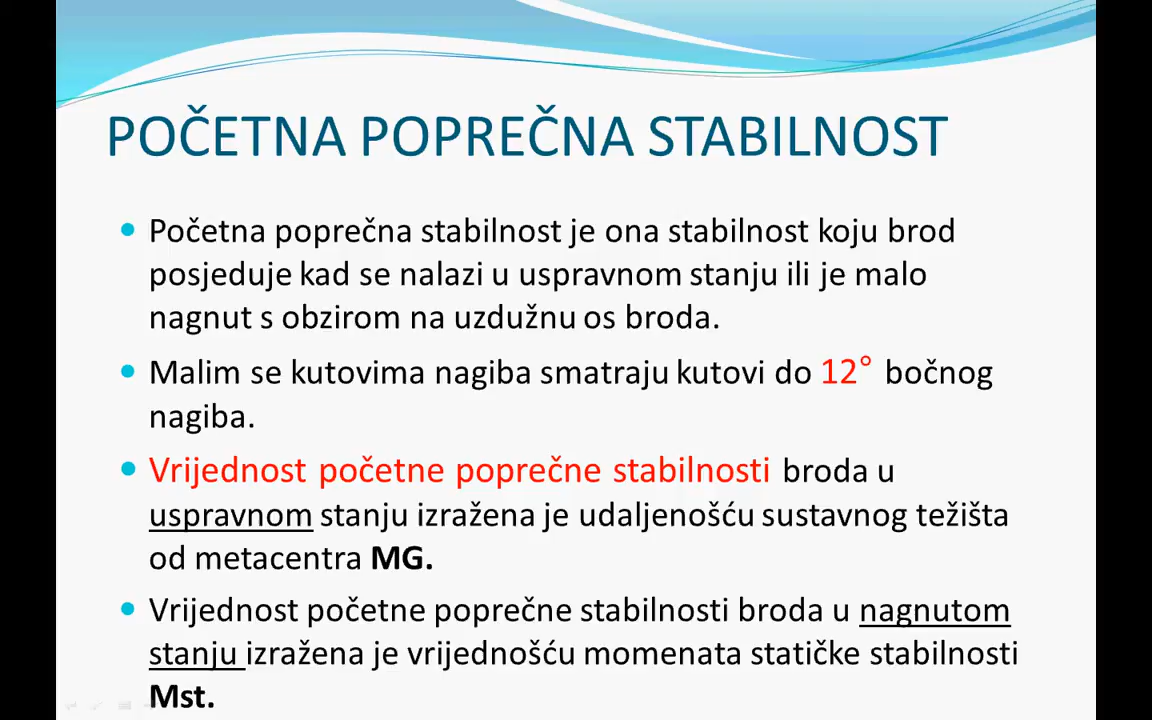 POČETNA POPREČNA STABILNOST
• Početna poprečna stabilnost je ona stabilnost koju brod
posjeduje kad se nalazi u uspravnom stanju ili je malo
nagnut s obzirom na uzdužnu os broda.
• Malim se kutovima nagiba smatraju kutovi do 12° bočnog
nagiba.
• Vrijednost početne poprečne stabilnosti broda u
uspravnom stanju izražena je udaljenošću sustavnog težišta
od metacentra MG.
• Vrijednost početne poprečne stabilnosti broda u nagnutom
stanju izražena je vrijednošću momenata statičke stabilnosti
Mst.